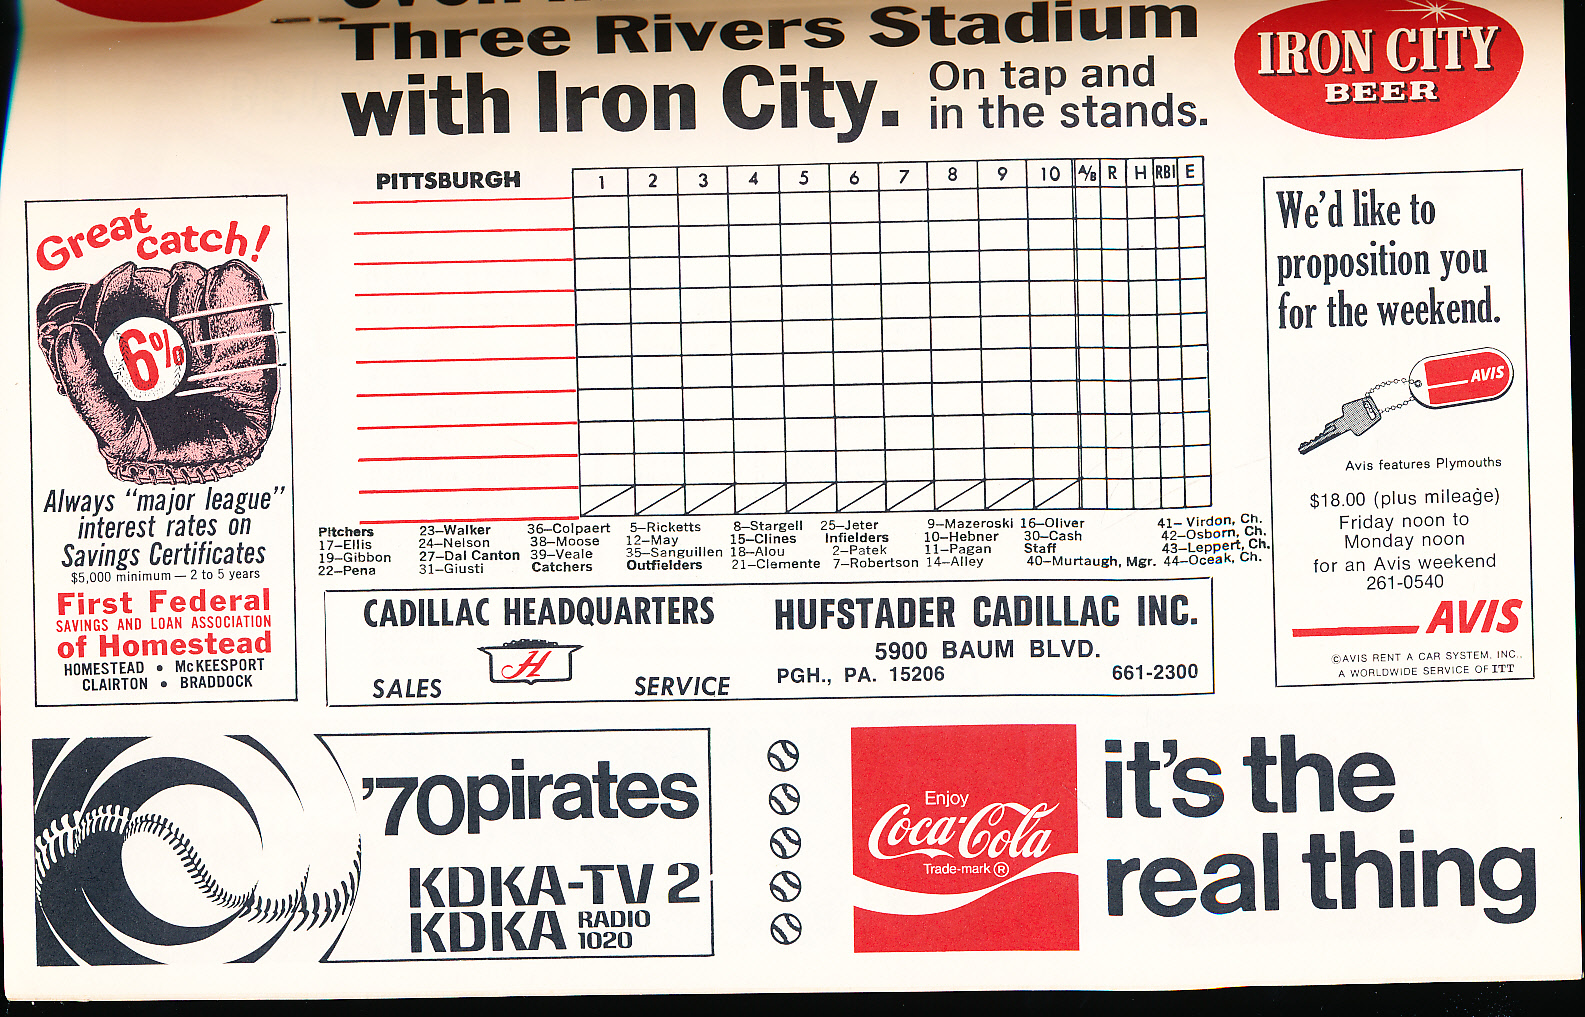 Three Rivers Stadium
with Iron City.
On tap and
in the stands.
IRON CITY
BEER
PITTSBURGH 1 2 3 4 5 6 7 8 9 10 A/B R H RBI E
Great
catch!
6%
Always "major league"
interest rates on
Savings Certificates
$5,000 minimum — 2 to 5 years
First Federal
SAVINGS AND LOAN ASSOCIATION
of Homestead
HOMESTEAD • McKEESPORT
CLAIRTON • BRADDOCK
We'd like to
proposition you
for the weekend.
AVIS
Avis features Plymouths
$18.00 (plus mileage)
Friday noon to
Monday noon
for an Avis weekend
261-0540
AVIS
©AVIS RENT A CAR SYSTEM, INC.,
A WORLDWIDE SERVICE OF ITT
Pitchers
17–Ellis
19–Gibbon
22–Pena
23–Walker
24–Nelson
27–Dal Canton
31–Giusti
36–Colpaert
38–Moose
39–Veale
Catchers
5–Ricketts
12–May
35–Sanguillen
Outfielders
8–Stargell
15–Clines
18–Alou
21–Clemente
25–Jeter
Infielders
2–Patek
7–Robertson
9–Mazeroski
10–Hebner
11–Pagan
14–Alley
16–Oliver
30–Cash
Staff
40–Murtaugh, Mgr.
41– Virdon, Ch.
42–Osborn, Ch.
43–Leppert, Ch.
44–Oceak, Ch.
CADILLAC HEADQUARTERS
H
SALES
SERVICE
HUFSTADER CADILLAC INC.
5900 BAUM BLVD.
PGH., PA. 15206
661-2300
'70pirates
KDKA-TV 2
KDKA RADIO
1020
Enjoy
Coca-Cola
Trade-mark ®
it's the
real thing